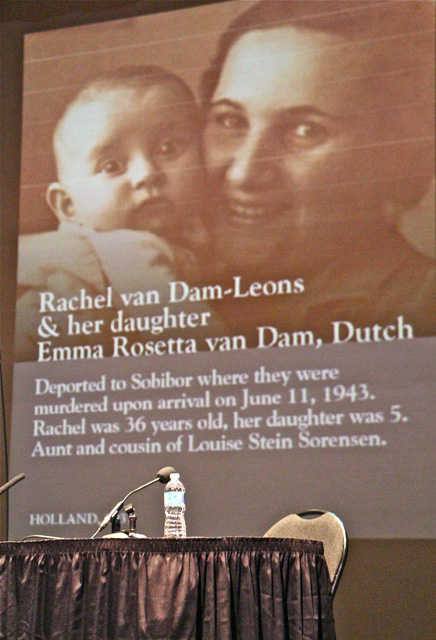 Rachel van Dam-Leons
& her daughter
Emma Rosetta van Dam, Dutch
Deported to Sobibor where they were
murdered upon arrival on June 11, 1943.
Rachel was 36 years old, her daughter was 5.
Aunt and cousin of Louise Stein Sorensen.
HOLLAND,